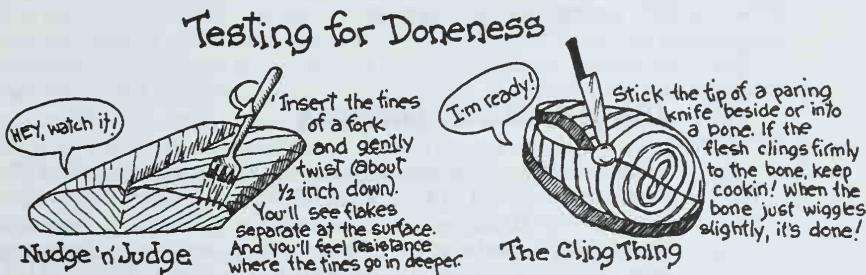 Testing for Doneness
HEY, watch it!
Insert the tines
of a fork
and gently
twist (about
½ inch down).
You'll see flakes
separate at the surface.
And you'll feel resistance
where the tines go in deeper.
Nudge 'n' Judge
I'm ready!
Stick the tip of a paring
knife beside or into
a bone. If the
flesh clings firmly
to the bone, keep
cookin! When the
bone just wiggles
slightly, it's done!
The Cling Thing